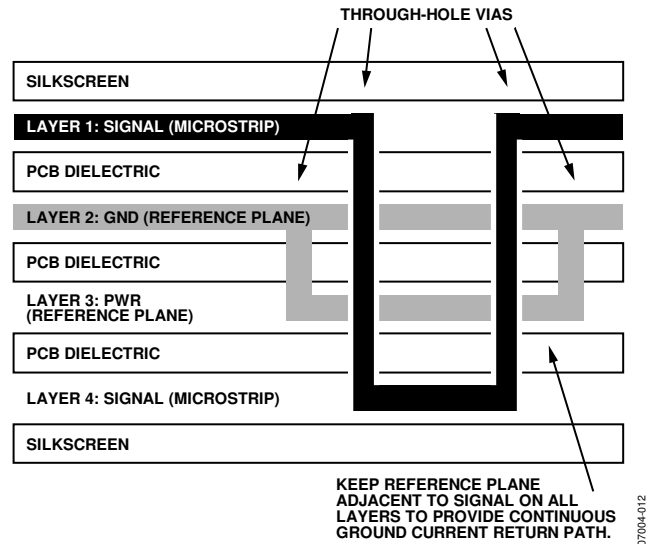 THROUGH-HOLE VIAS
SILKSCREEN
LAYER 1: SIGNAL (MICROSTRIP)
PCB DIELECTRIC
LAYER 2: GND (REFERENCE PLANE)
PCB DIELECTRIC
LAYER 3: PWR
(REFERENCE PLANE)
PCB DIELECTRIC
LAYER 4: SIGNAL (MICROSTRIP)
SILKSCREEN
KEEP REFERENCE PLANE
ADJACENT TO SIGNAL ON ALL
LAYERS TO PROVIDE CONTINUOUS
GROUND CURRENT RETURN PATH.
07004-012